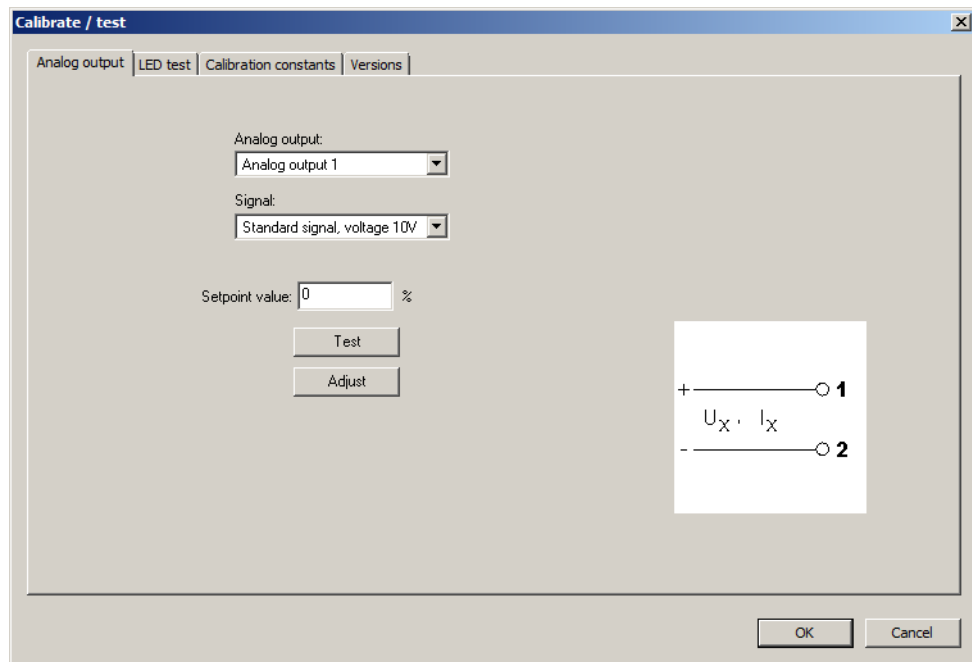 Calibrate / test
Analog output LED test Calibration constants Versions
Analog output:
Analog output 1
Signal:
Standard signal, voltage 10V
Setpoint value: 0 %
Test
Adjust
+ 1
UX , IX
- 2
OK Cancel